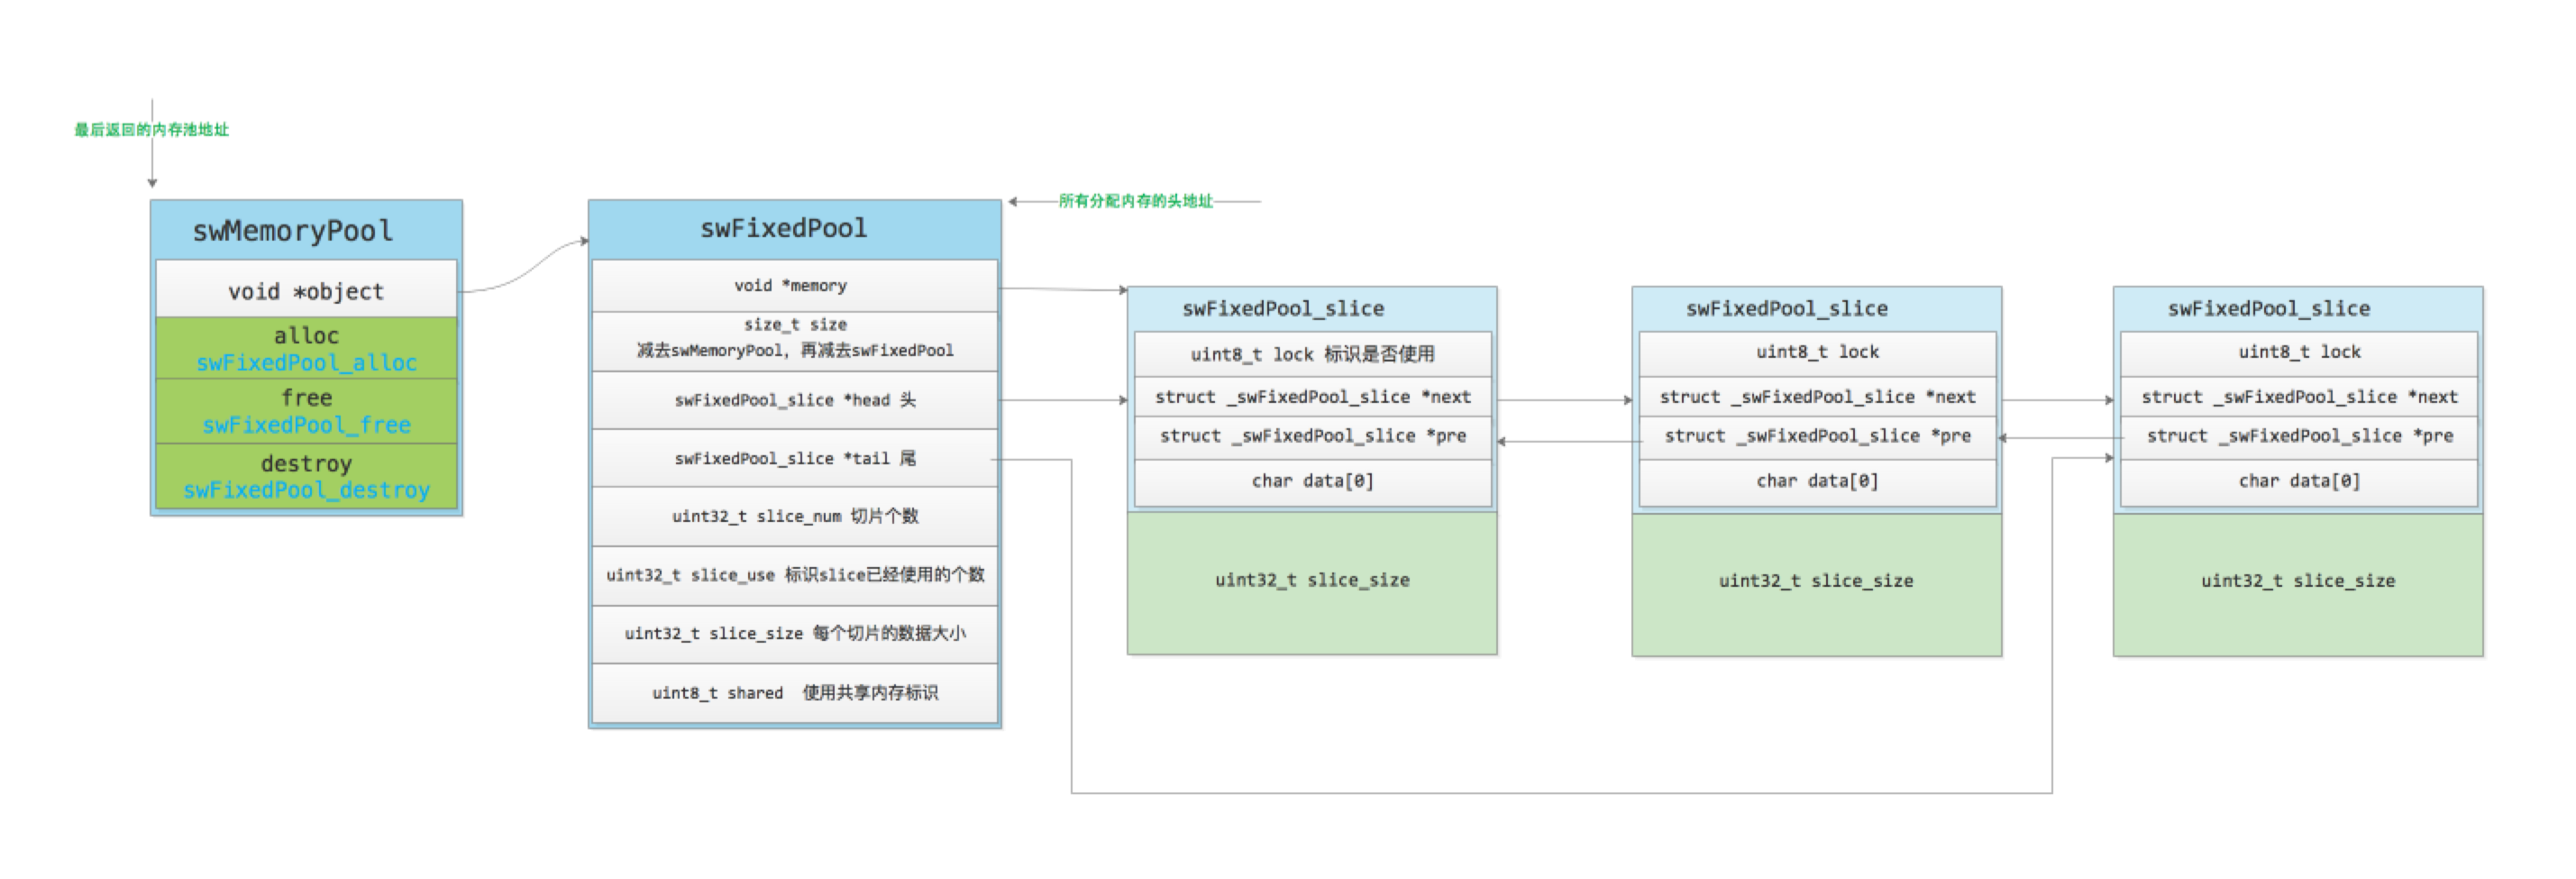 最后返回的内存池地址
所有分配内存的头地址
swMemoryPool
void *object
alloc
swFixedPool_alloc
free
swFixedPool_free
destroy
swFixedPool_destroy
swFixedPool
void *memory
size_t size
减去swMemoryPool，再减去swFixedPool
swFixedPool_slice *head 头
swFixedPool_slice *tail 尾
uint32_t slice_num 切片个数
uint32_t slice_use 标识slice已经使用的个数
uint32_t slice_size 每个切片的数据大小
uint8_t shared 使用共享内存标识
swFixedPool_slice
uint8_t lock 标识是否使用
struct _swFixedPool_slice *next
struct _swFixedPool_slice *pre
char data[0]
uint32_t slice_size
swFixedPool_slice
uint8_t lock
struct _swFixedPool_slice *next
struct _swFixedPool_slice *pre
char data[0]
uint32_t slice_size
swFixedPool_slice
uint8_t lock
struct _swFixedPool_slice *next
struct _swFixedPool_slice *pre
char data[0]
uint32_t slice_size